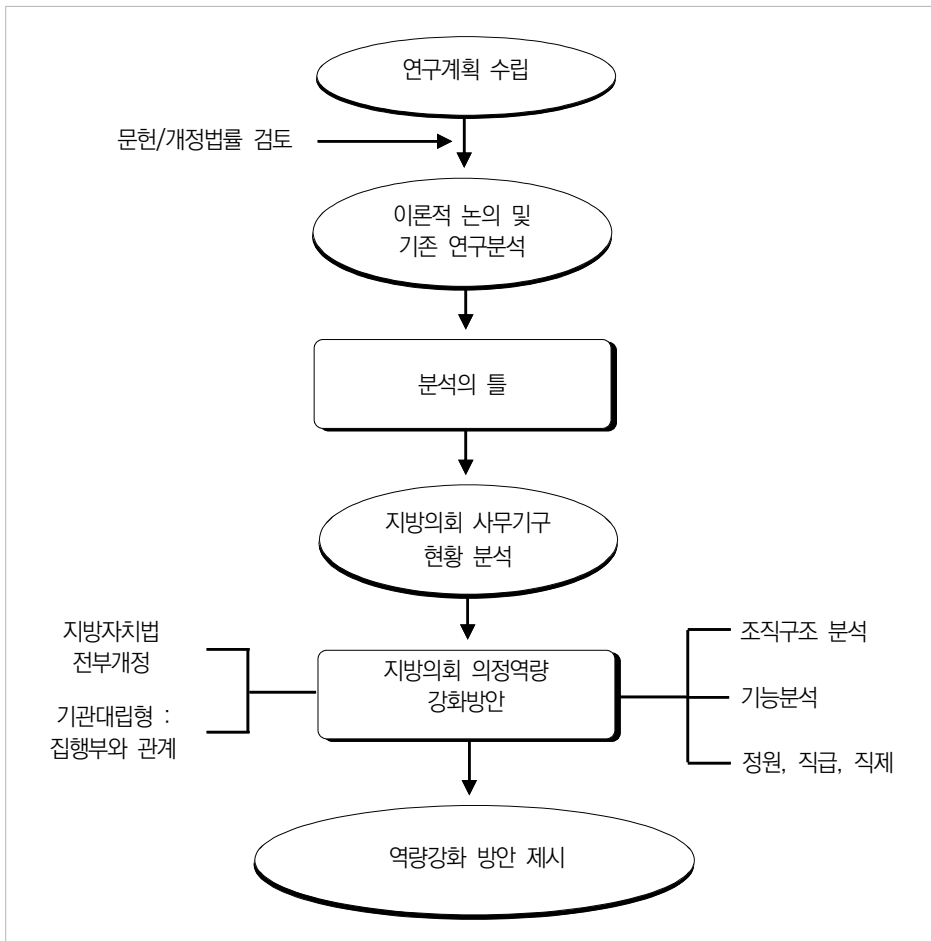 연구계획 수립
문헌/개정법률 검토
이론적 논의 및
기존 연구분석
분석의 틀
지방의회 사무기구
현황 분석
지방자치법
전부개정
기관대립형 :
집행부와 관계
지방의회 의정역량
강화방안
조직구조 분석
기능분석
정원, 직급, 직제
역량강화 방안 제시